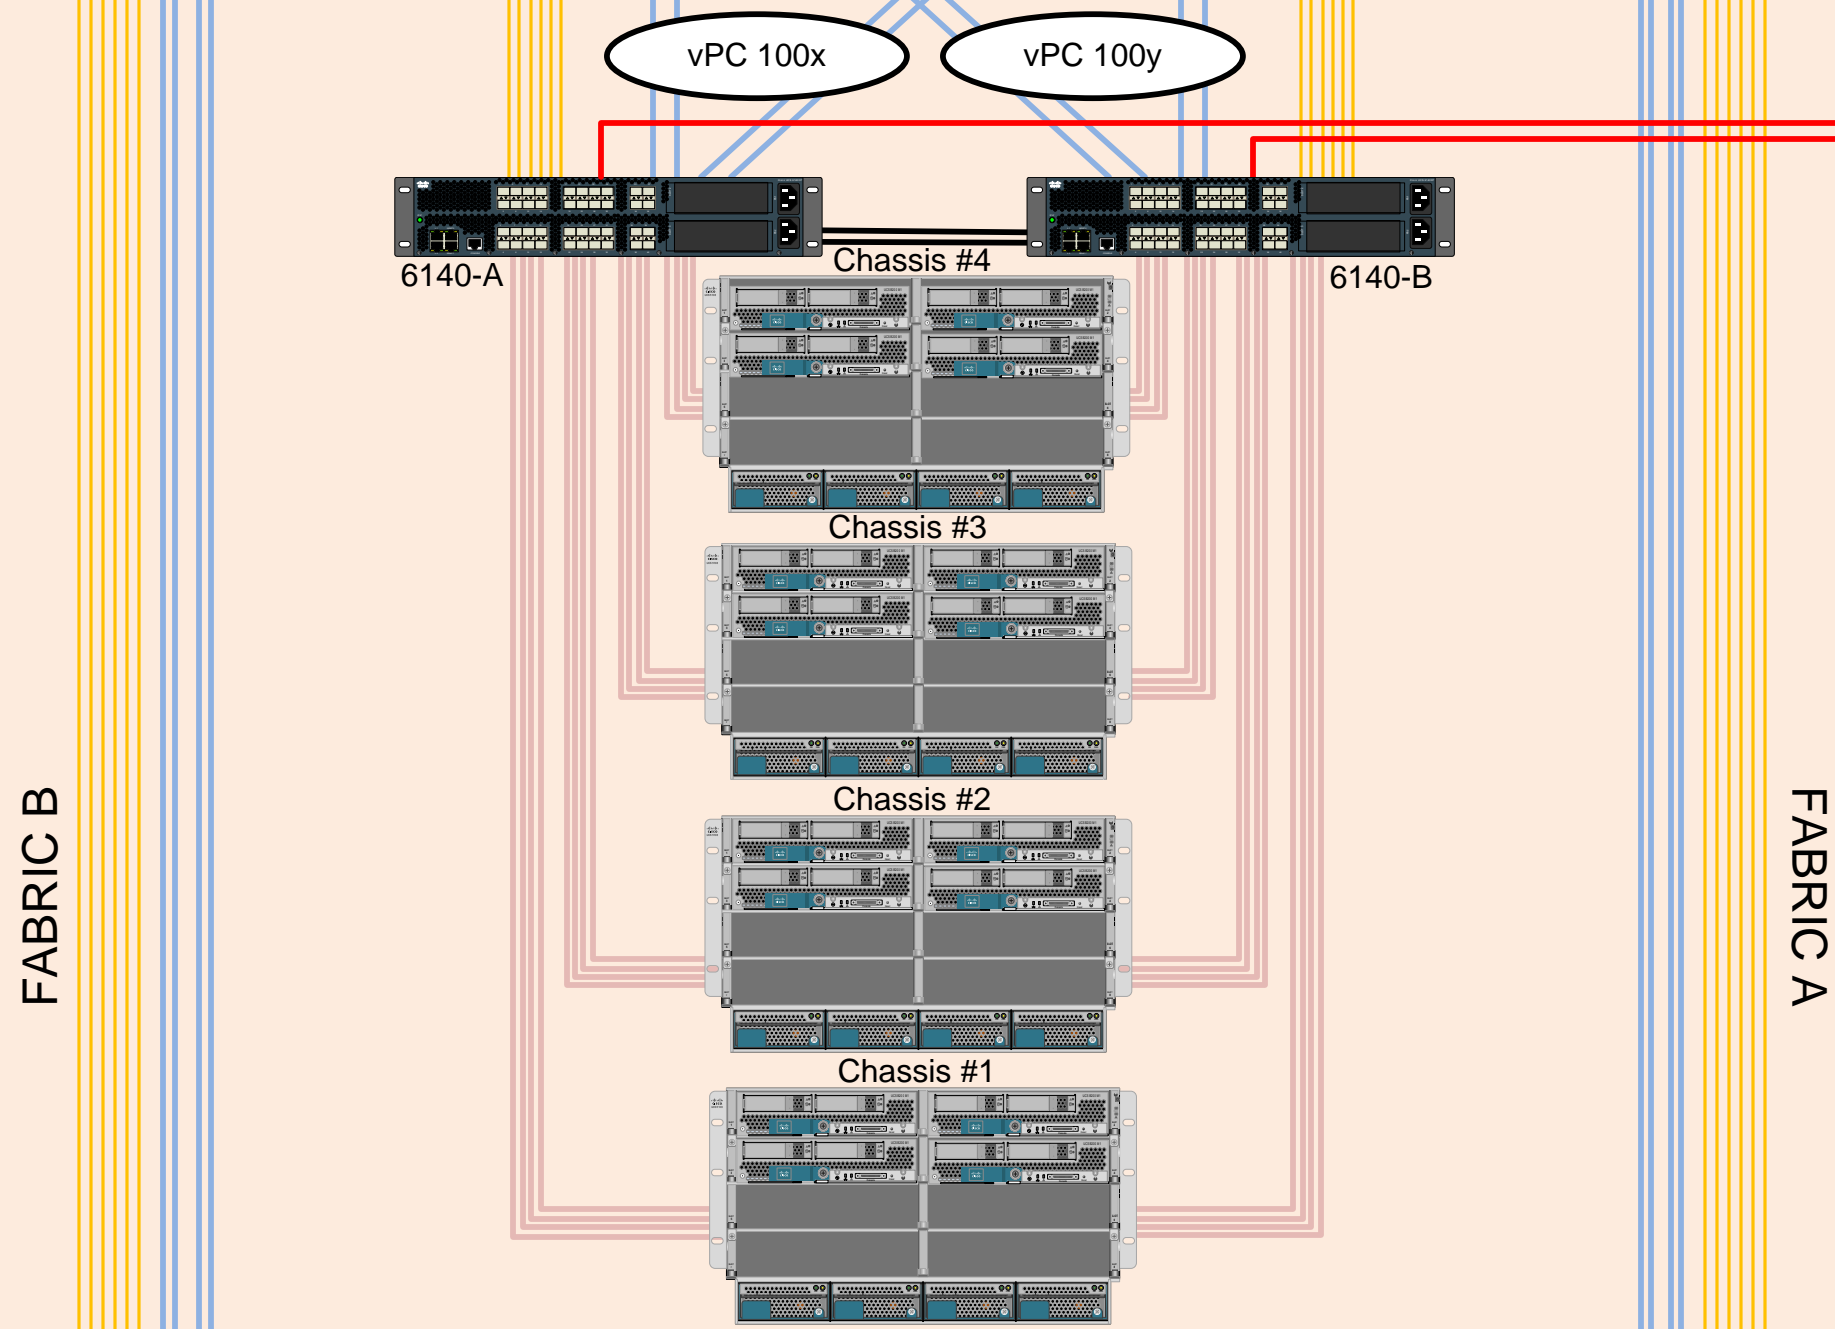 vPC 100x
vPC 100y
6140-A
6140-B
Chassis #4
Chassis #3
Chassis #2
Chassis #1
FABRIC B
FABRIC A